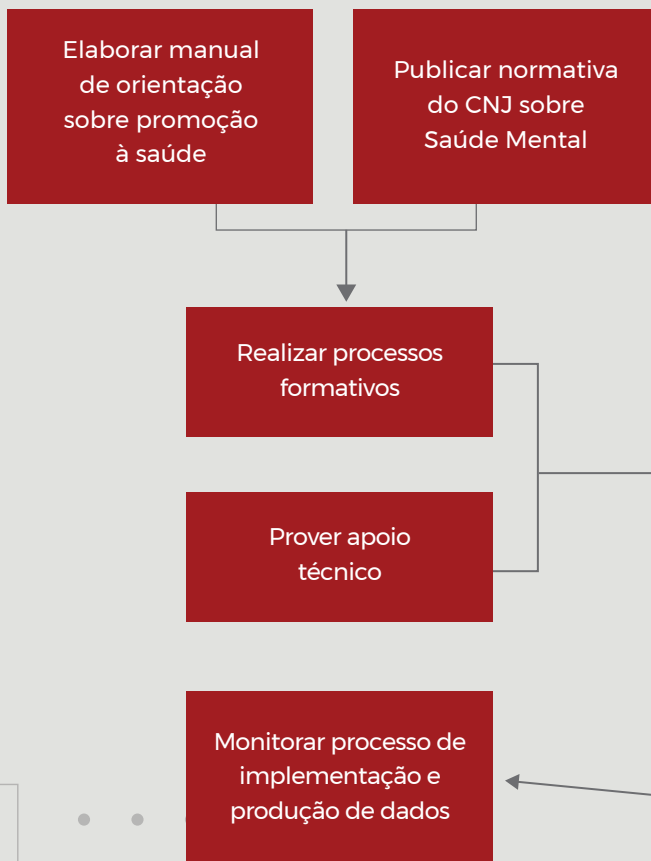 Elaborar manual
de orientação
sobre promoção
à saúde
Publicar normativa
do CNJ sobre
Saúde Mental
Realizar processos
formativos
Prover apoio
técnico
Monitorar processo de
implementação e
produção de dados